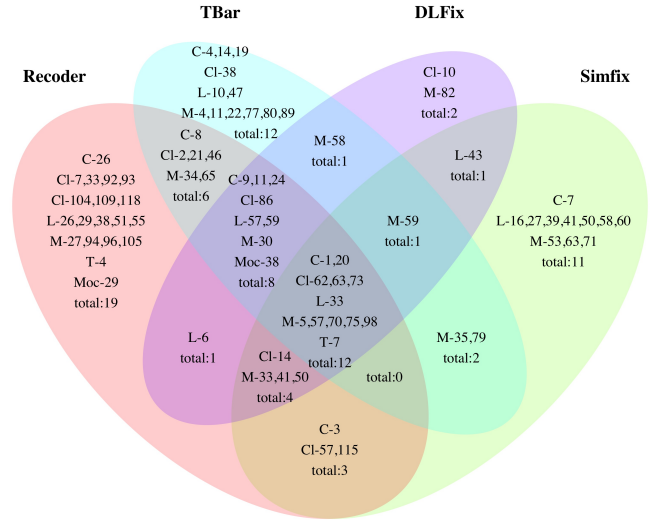 TBar
DLFix
Recoder
Simfix
C-4,14,19
Cl-38
L-10,47
M-4,11,22,77,80,89
total:12
Cl-10
M-82
total:2
C-8
Cl-2,21,46
M-34,65
total:6
M-58
total:1
L-43
total:1
C-26
Cl-7,33,92,93
Cl-104,109,118
L-26,29,38,51,55
M-27,94,96,105
T-4
Moc-29
total:19
C-9,11,24
Cl-86
L-57,59
M-30
Moc-38
total:8
M-59
total:1
C-7
L-16,27,39,41,50,58,60
M-53,63,71
total:11
C-1,20
Cl-62,63,73
L-33
M-5,57,70,75,98
T-7
total:12
L-6
total:1
M-35,79
total:2
Cl-14
M-33,41,50
total:4
total:0
C-3
Cl-57,115
total:3